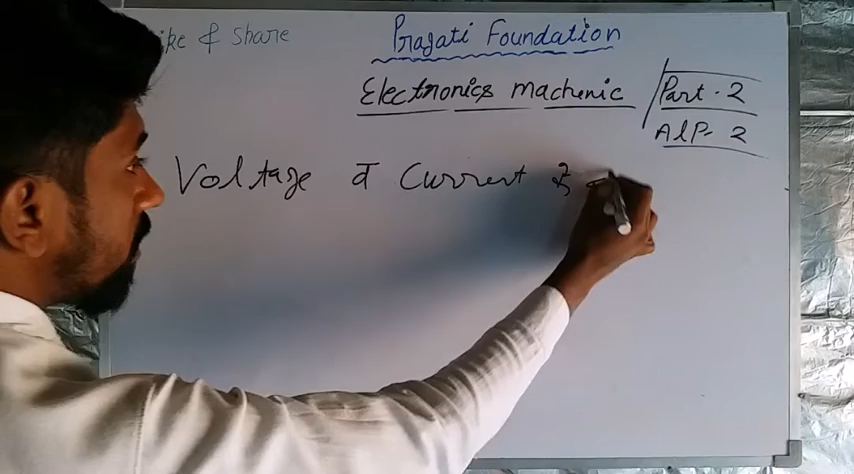 ike & share
Pragati Foundation
Electronics machenic
Part - 2
ALP- 2
Voltage व Current